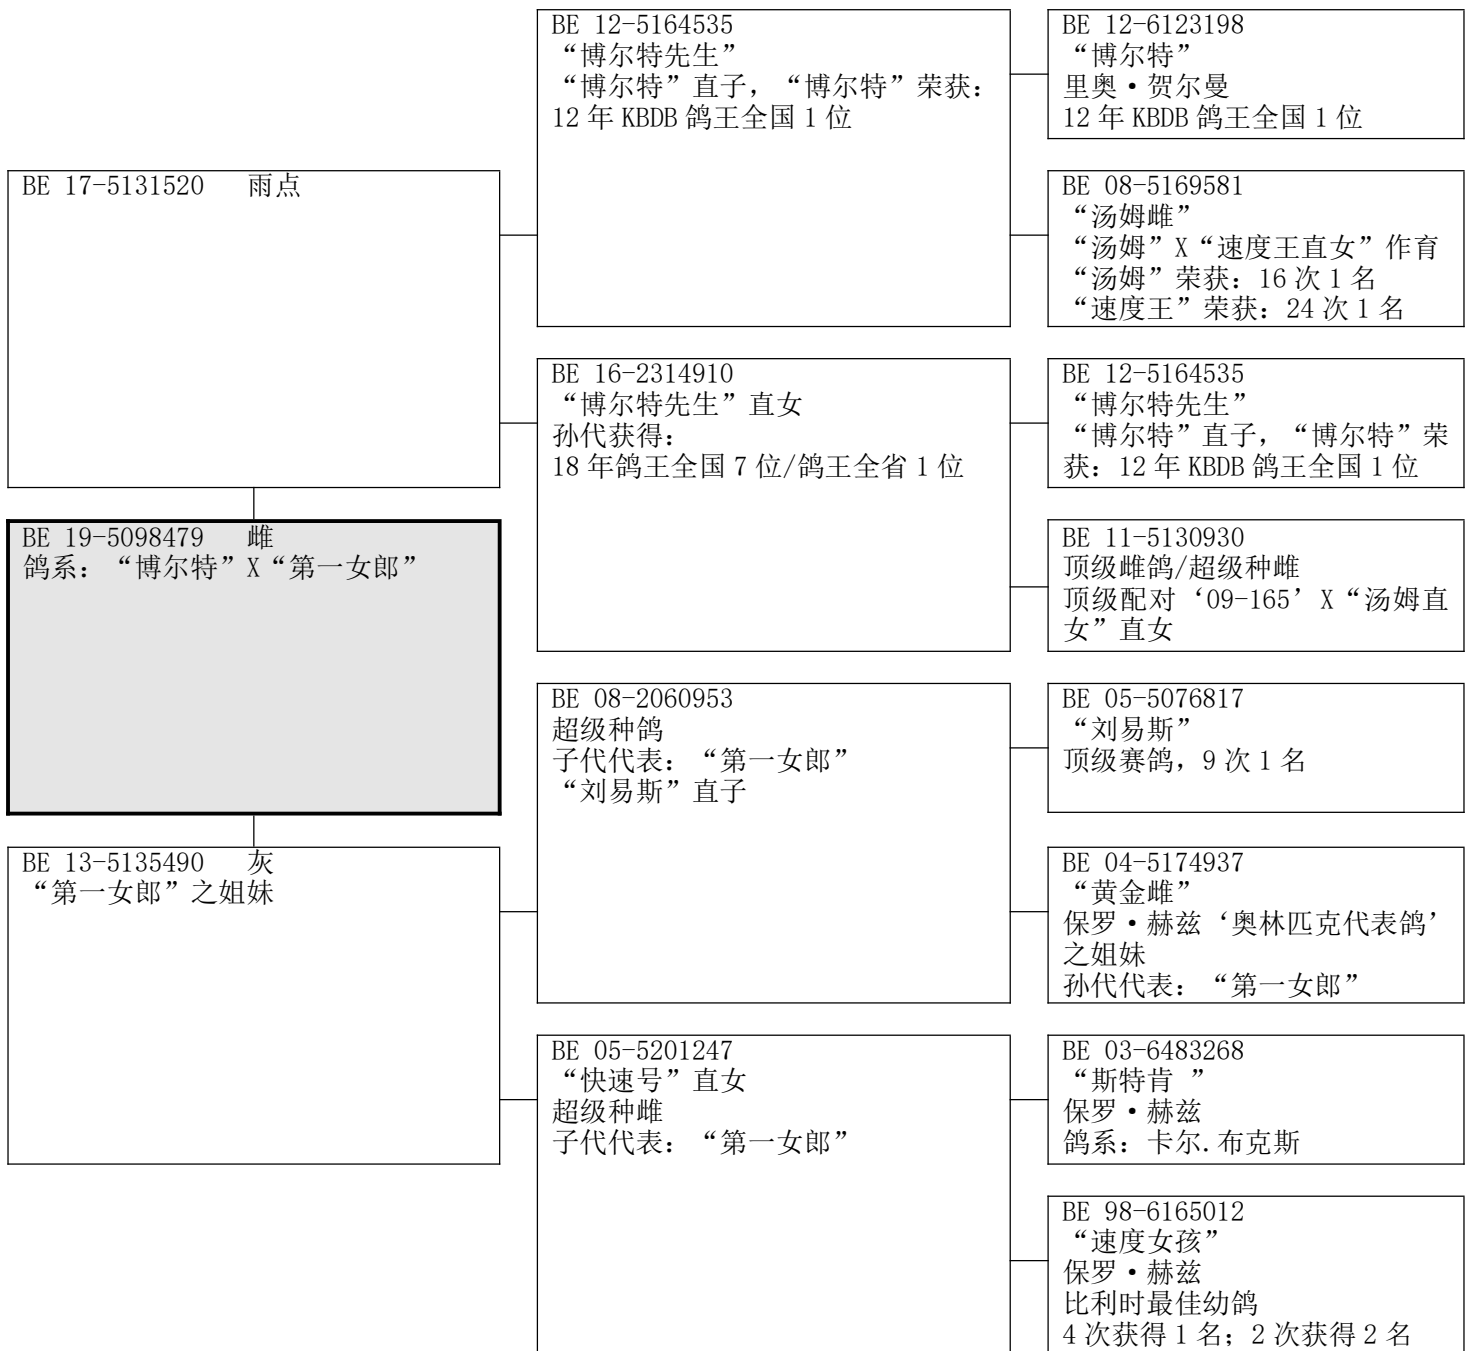 BE 12-5164535
“博尔特先生”
“博尔特”直子，“博尔特”荣获：
12 年 KBDB 鸽王全国 1 位
BE 12-6123198
“博尔特”
里奥·贺尔曼
12 年 KBDB 鸽王全国 1 位
BE 17-5131520 雨点
BE 08-5169581
“汤姆雌”
“汤姆”X“速度王直女”作育
“汤姆”荣获：16 次 1 名
“速度王”荣获：24 次 1 名
BE 16-2314910
“博尔特先生”直女
孙代获得：
18 年鸽王全国 7 位/鸽王全省 1 位
BE 12-5164535
“博尔特先生”
“博尔特”直子，“博尔特”荣
获：12 年 KBDB 鸽王全国 1 位
BE 19-5098479 雌
鸽系：“博尔特”X“第一女郎”
BE 11-5130930
顶级雌鸽/超级种雌
顶级配对‘09-165’X“汤姆直
女”直女
BE 08-2060953
超级种鸽
子代代表：“第一女郎”
“刘易斯”直子
BE 05-5076817
“刘易斯”
顶级赛鸽，9 次 1 名
BE 13-5135490 灰
“第一女郎”之姐妹
BE 04-5174937
“黄金雌”
保罗·赫兹‘奥林匹克代表鸽’
之姐妹
孙代代表：“第一女郎”
BE 05-5201247
“快速号”直女
超级种雌
子代代表：“第一女郎”
BE 03-6483268
“斯特肯 ”
保罗·赫兹
鸽系：卡尔.布克斯
BE 98-6165012
“速度女孩”
保罗·赫兹
比利时最佳幼鸽
4 次获得 1 名；2 次获得 2 名